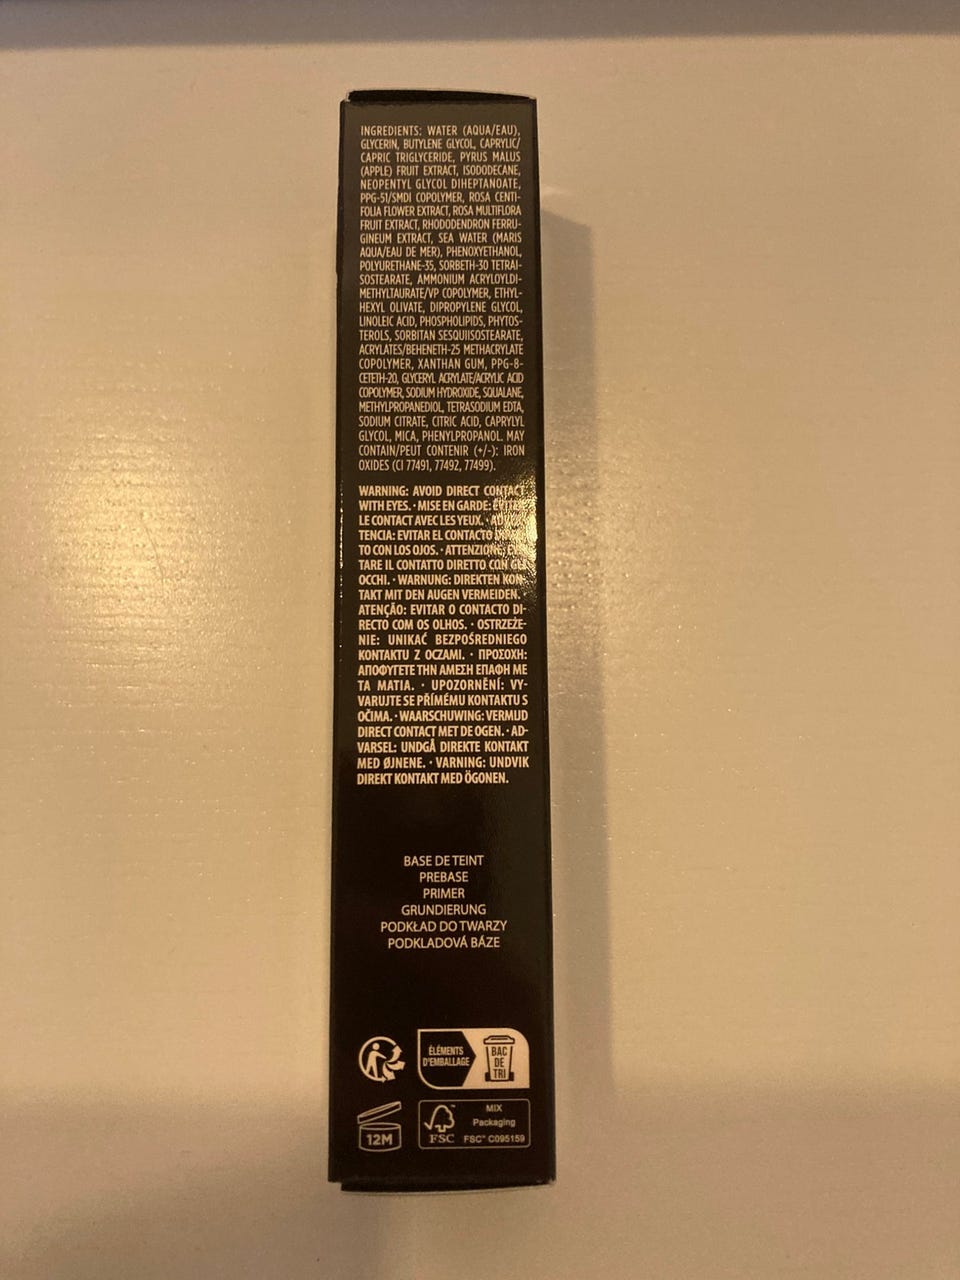 INGREDIENTS: WATER (AQUA/EAU),
GLYCERIN, BUTYLENE GLYCOL, CAPRYLIC/
CAPRIC TRIGLYCERIDE, PYRUS MALUS
(APPLE) FRUIT EXTRACT, ISODODECANE,
NEOPENTYL GLYCOL DIHEPTANOATE,
PPG-51/SMDI COPOLYMER, ROSA CENTI-
FOLIA FLOWER EXTRACT, ROSA MULTIFLORA
FRUIT EXTRACT, RHODODENDRON FERRU-
GINEUM EXTRACT, SEA WATER (MARIS
AQUA/EAU DE MER), PHENOXYETHANOL,
POLYURETHANE-35, SORBETH-30 TETRAI-
SOSTEARATE, AMMONIUM ACRYLOYLDI-
METHYLTAURATE/VP COPOLYMER, ETHYL-
HEXYL OLIVATE, DIPROPYLENE GLYCOL,
LINOLEIC ACID, PHOSPHOLIPIDS, PHYTOS-
TEROLS, SORBITAN SESQUIISOSTEARATE,
ACRYLATES/BEHENETH-25 METHACRYLATE
COPOLYMER, XANTHAN GUM, PPG-8-
CETETH-20, GLYCERYL ACRYLATE/ACRYLIC ACID
COPOLYMER, SODIUM HYDROXIDE, SQUALANE,
METHYLPROPANEDIOL, TETRASODIUM EDTA,
SODIUM CITRATE, CITRIC ACID, CAPRYLYL
GLYCOL, MICA, PHENYLPROPANOL. MAY
CONTAIN/PEUT CONTENIR (+/-): IRON
OXIDES (CI 77491, 77492, 77499).
WARNING: AVOID DIRECT CONTACT
WITH EYES. • MISE EN GARDE: ÉVITER
LE CONTACT AVEC LES YEUX. •
TENCIA: EVITAR EL CONTACTO
TO CON LOS OJOS. • ATTENZIONE:
TARE IL CONTATTO DIRETTO CON GLI
OCCHI. • WARNUNG: DIREKTEN KON-
TAKT MIT DEN AUGEN VERMEIDEN. •
ATENÇÃO: EVITAR O CONTACTO DI-
RECTO COM OS OLHOS. • OSTRZEŻE-
NIE: UNIKAĆ BEZPOŚREDNIEGO
KONTAKTU Z OCZAMI. • ΠΡΟΣΟΧΗ:
ΑΠΟΦΥΓΕΤΕ ΤΗΝ ΑΜΕΣΗ ΕΠΑΦΗ ΜΕ
ΤΑ ΜΑΤΙΑ. • UPOZORNĚNÍ: VY-
VARUJTE SE PŘÍMÉMU KONTAKTU S
OČIMA. • WAARSCHUWING: VERMIJD
DIRECT CONTACT MET DE OGEN. • AD-
VARSEL: UNDGÅ DIREKTE KONTAKT
MED ØJNENE. • VARNING: UNDVIK
DIREKT KONTAKT MED ÖGONEN.
BASE DE TEINT
PREBASE
PRIMER
GRUNDIERUNG
PODKŁAD DO TWARZY
PODKLADOVÁ BÁZE
ÉLÉMENTS
D'EMBALLAGE
BAC
DE
TRI
12M
FSC
MIX
Packaging
FSC® C095159